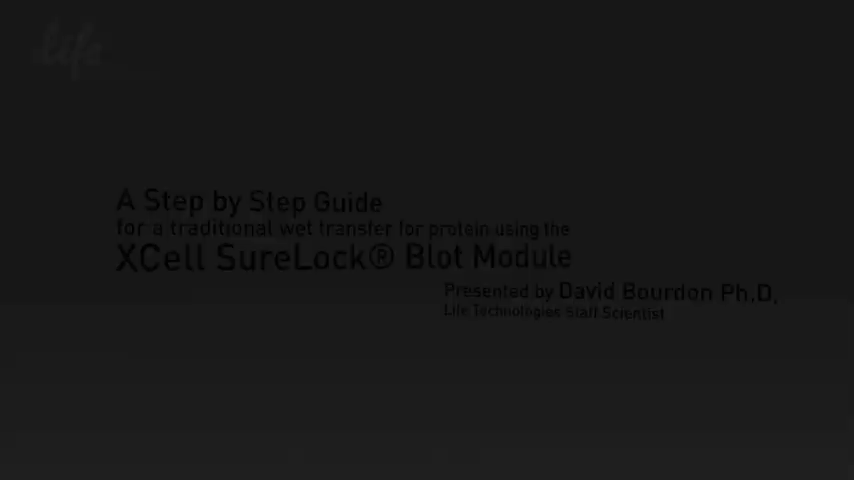 life
A Step by Step Guide
for a traditional wet transfer for protein using the
XCell SureLock® Blot Module
Presented by David Bourdon Ph.D.
Life Technologies Staff Scientist